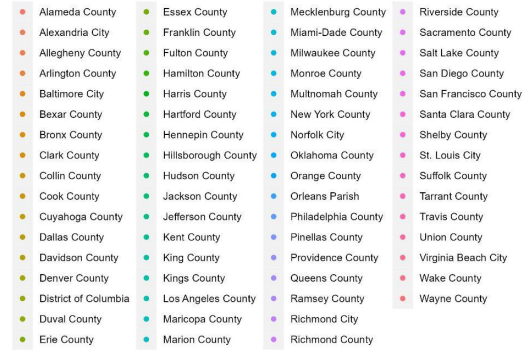 Alameda County
Alexandria City
Allegheny County
Arlington County
Baltimore City
Bexar County
Bronx County
Clark County
Collin County
Cook County
Cuyahoga County
Dallas County
Davidson County
Denver County
District of Columbia
Duval County
Erie County
Essex County
Franklin County
Fulton County
Hamilton County
Harris County
Hartford County
Hennepin County
Hillsborough County
Hudson County
Jackson County
Jefferson County
Kent County
King County
Kings County
Los Angeles County
Maricopa County
Marion County
Mecklenburg County
Miami-Dade County
Milwaukee County
Monroe County
Multnomah County
New York County
Norfolk City
Oklahoma County
Orange County
Orleans Parish
Philadelphia County
Pinellas County
Providence County
Queens County
Ramsey County
Richmond City
Richmond County
Riverside County
Sacramento County
Salt Lake County
San Diego County
San Francisco County
Santa Clara County
Shelby County
St. Louis City
Suffolk County
Tarrant County
Travis County
Union County
Virginia Beach City
Wake County
Wayne County